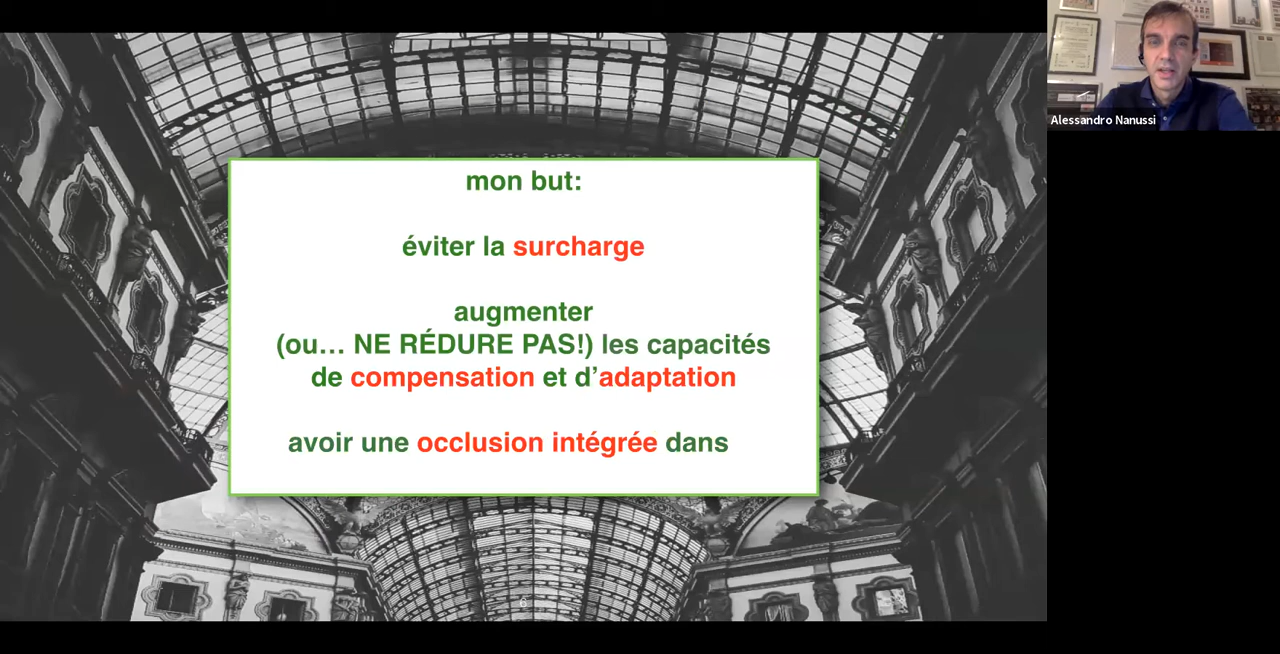 mon but:
éviter la surcharge
augmenter
(ou… NE RÉDURE PAS!) les capacités
de compensation et d’adaptation
avoir une occlusion intégrée dans
6
Alessandro Nanussi